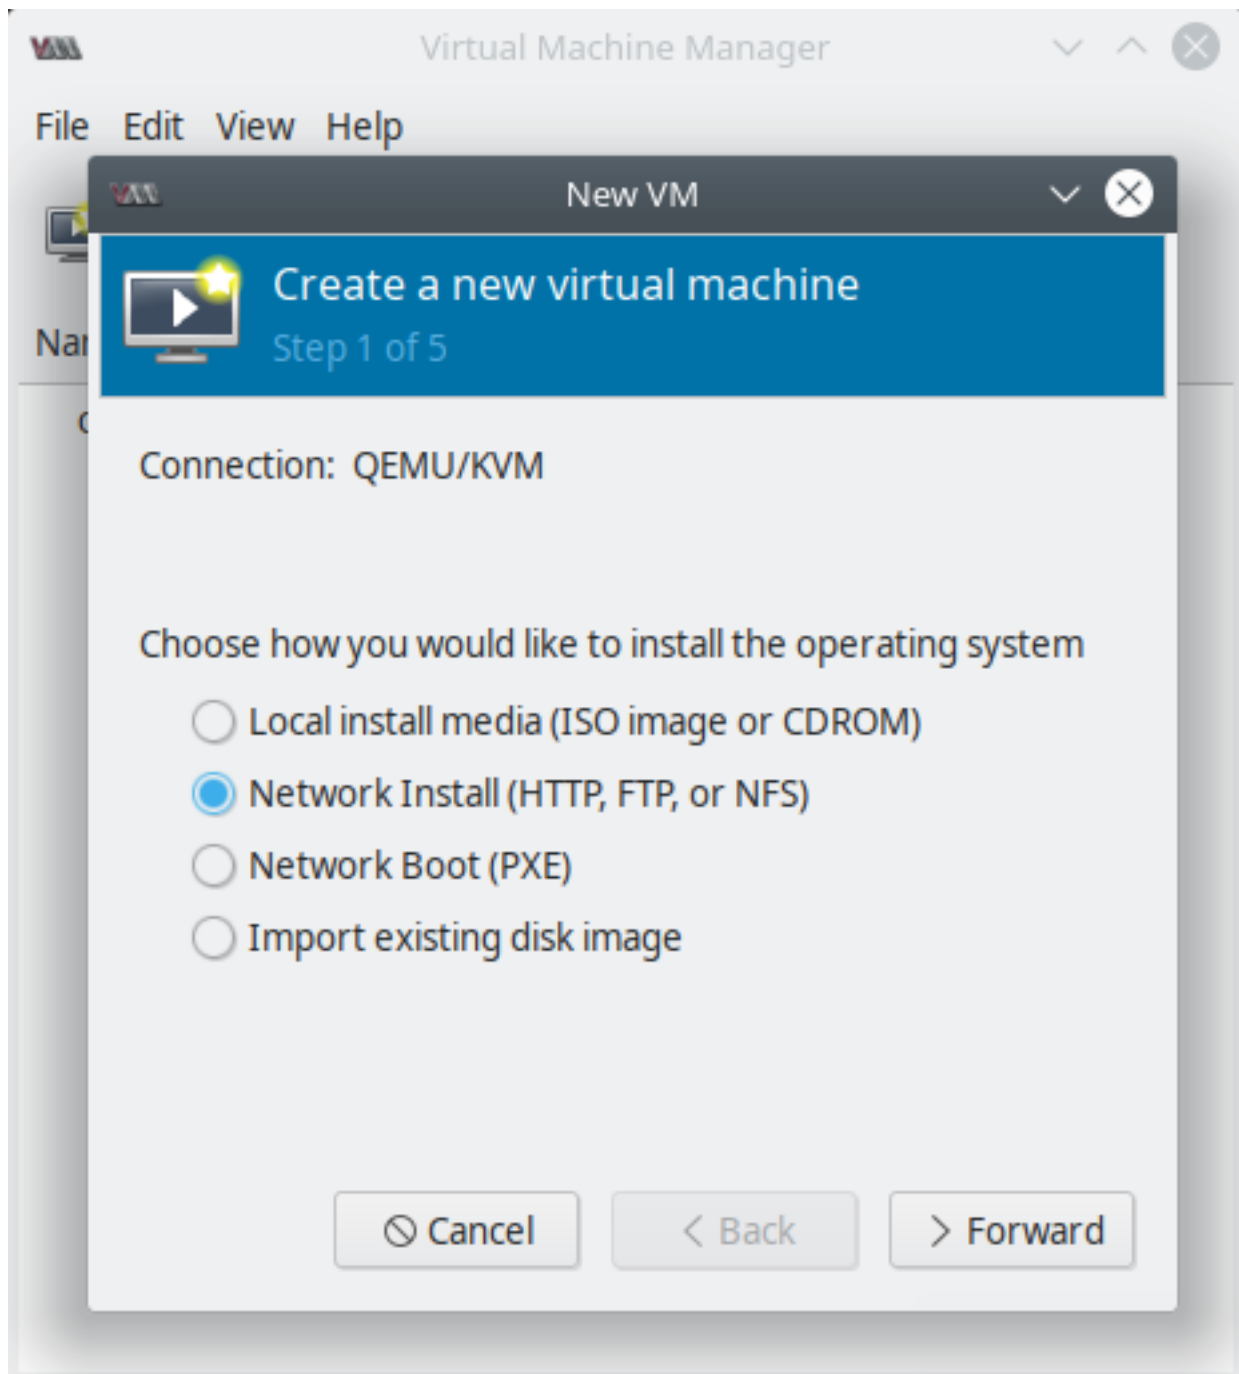 Virtual Machine Manager
File Edit View Help
New VM
Create a new virtual machine
Step 1 of 5
Connection: QEMU/KVM
Choose how you would like to install the operating system
Local install media (ISO image or CDROM)
Network Install (HTTP, FTP, or NFS)
Network Boot (PXE)
Import existing disk image
Cancel
< Back
> Forward